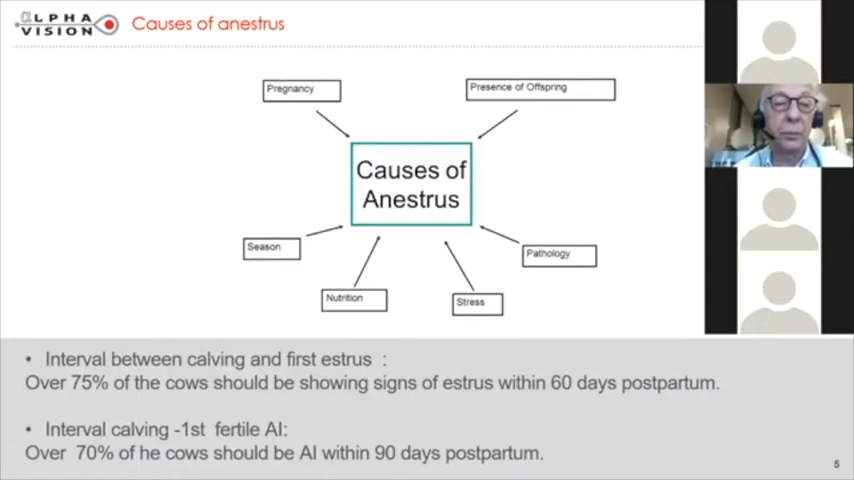 αLPHA
VISION
Causes of anestrus
Pregnancy
Presence of Offspring
Causes of
Anestrus
Season
Pathology
Nutrition
Stress
• Interval between calving and first estrus :
Over 75% of the cows should be showing signs of estrus within 60 days postpartum.
• Interval calving -1st fertile AI:
Over 70% of he cows should be AI within 90 days postpartum.
5